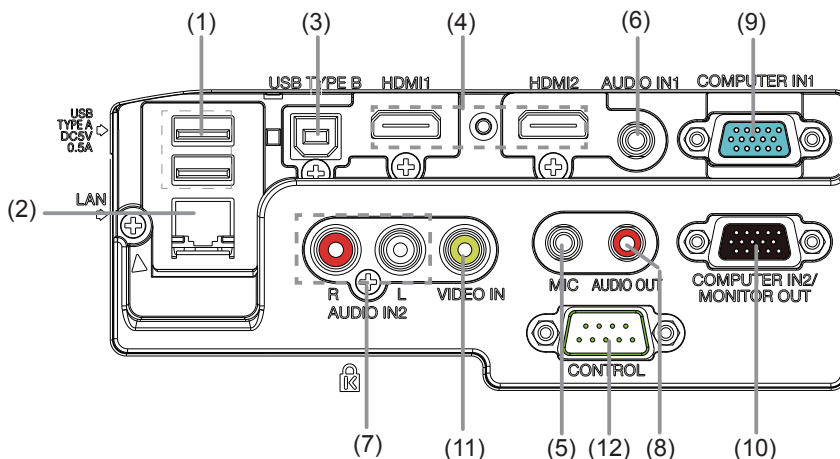 (1) (3) (4) (6) (9)
USB TYPE B HDMI1 HDMI2 AUDIO IN1 COMPUTER IN1
USB
TYPE A
DC5V
0.5A
LAN
(2)
R L VIDEO IN
AUDIO IN2
MIC AUDIO OUT
COMPUTER IN2/
MONITOR OUT
CONTROL
K
(7) (11) (5) (12) (8) (10)